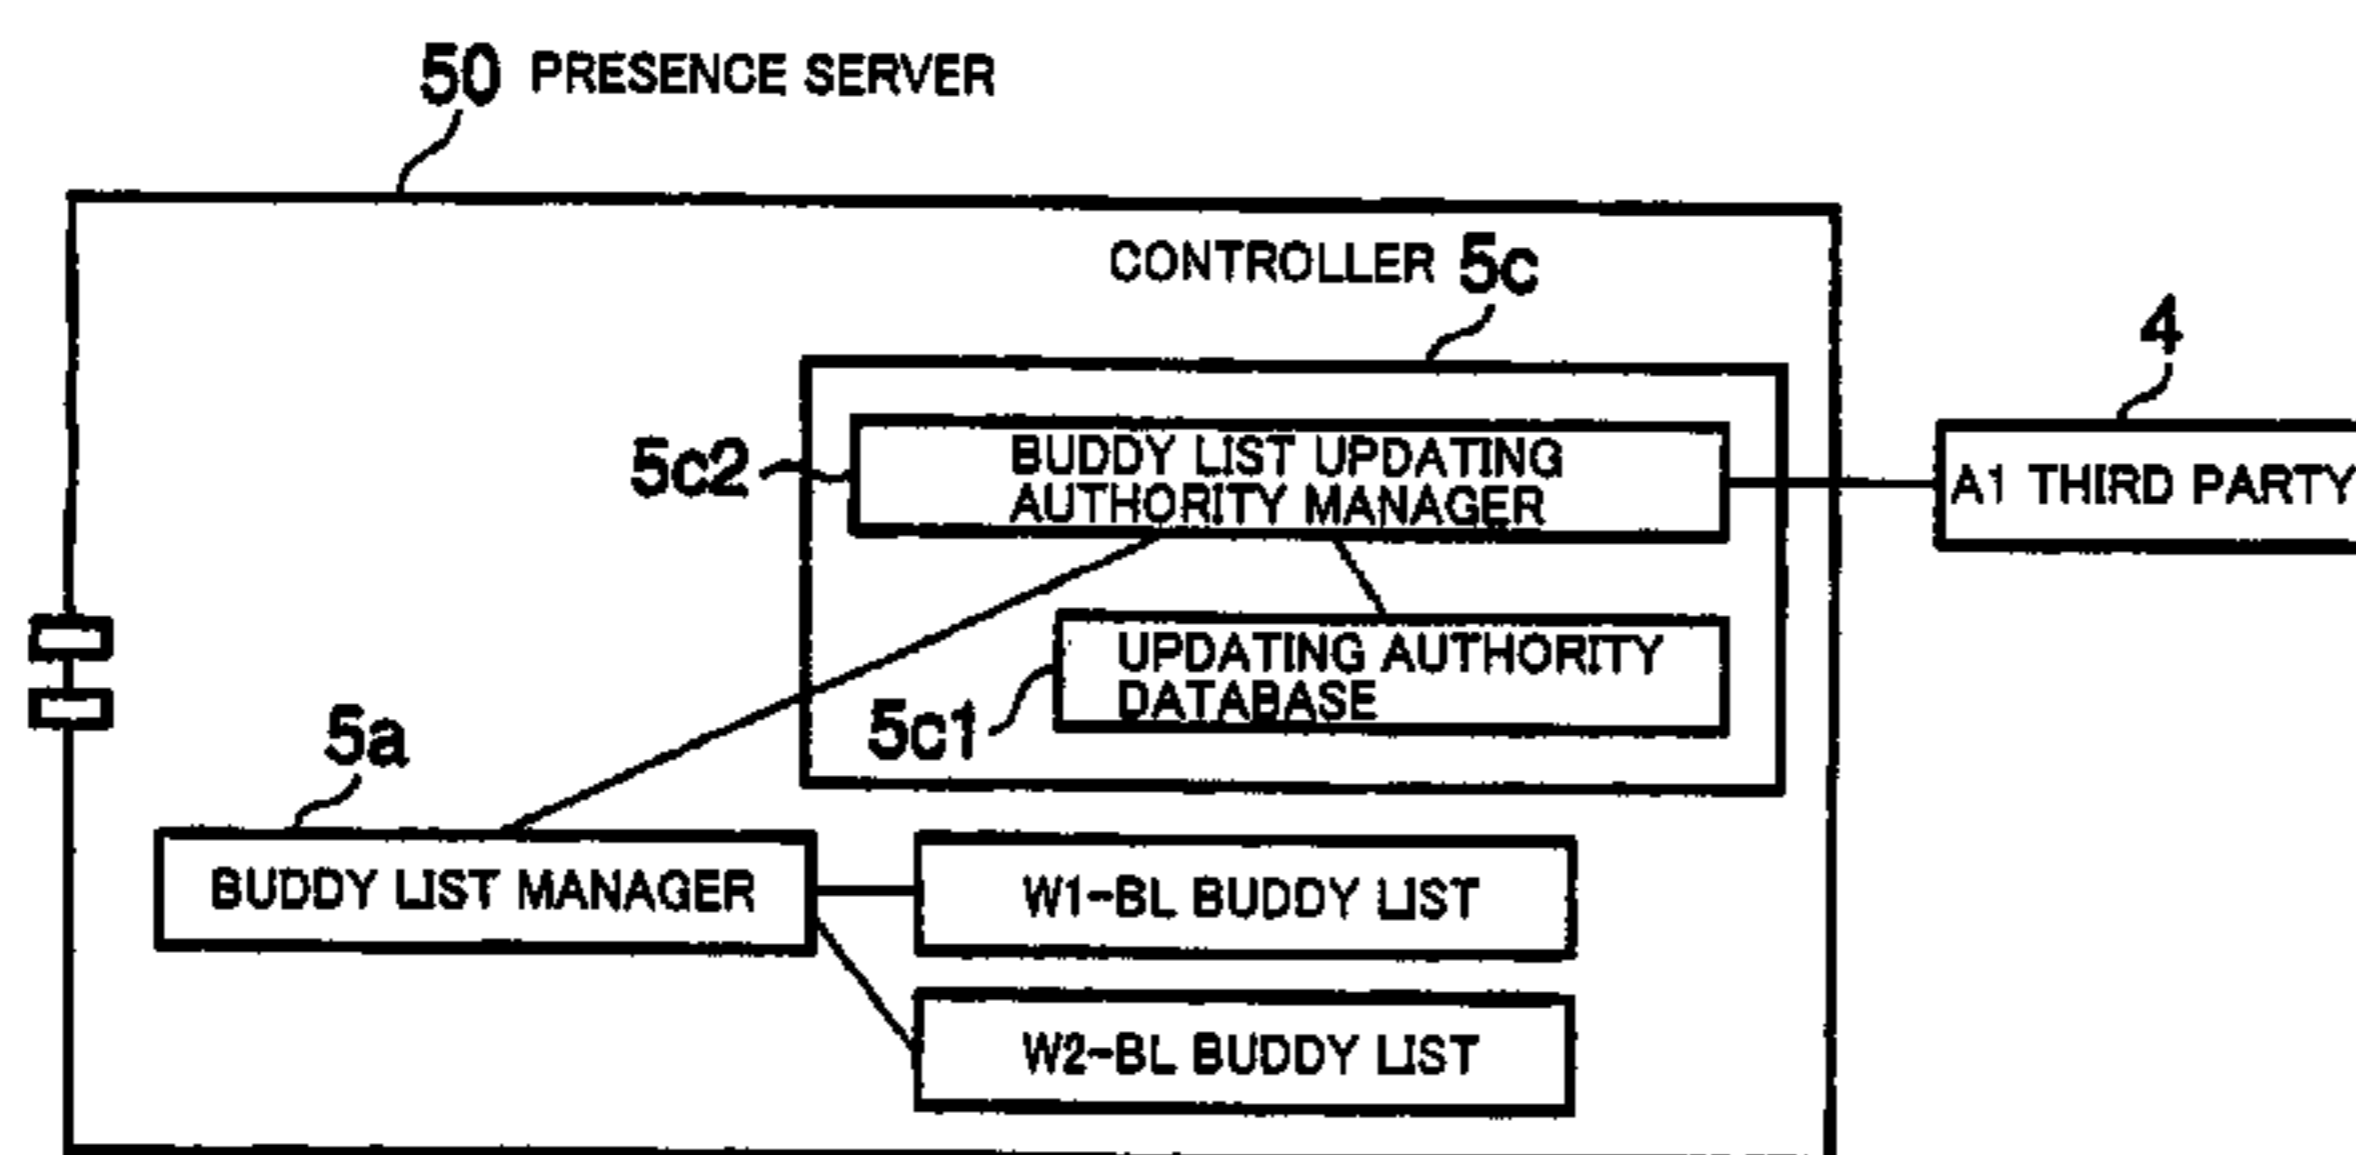 50 PRESENCE SERVER
CONTROLLER 5c
4
5c2
BUDDY LIST UPDATING
AUTHORITY MANAGER
A1 THIRD PARTY
UPDATING AUTHORITY
DATABASE
5c1
5a
BUDDY LIST MANAGER
W1-BL BUDDY LIST
W2-BL BUDDY LIST